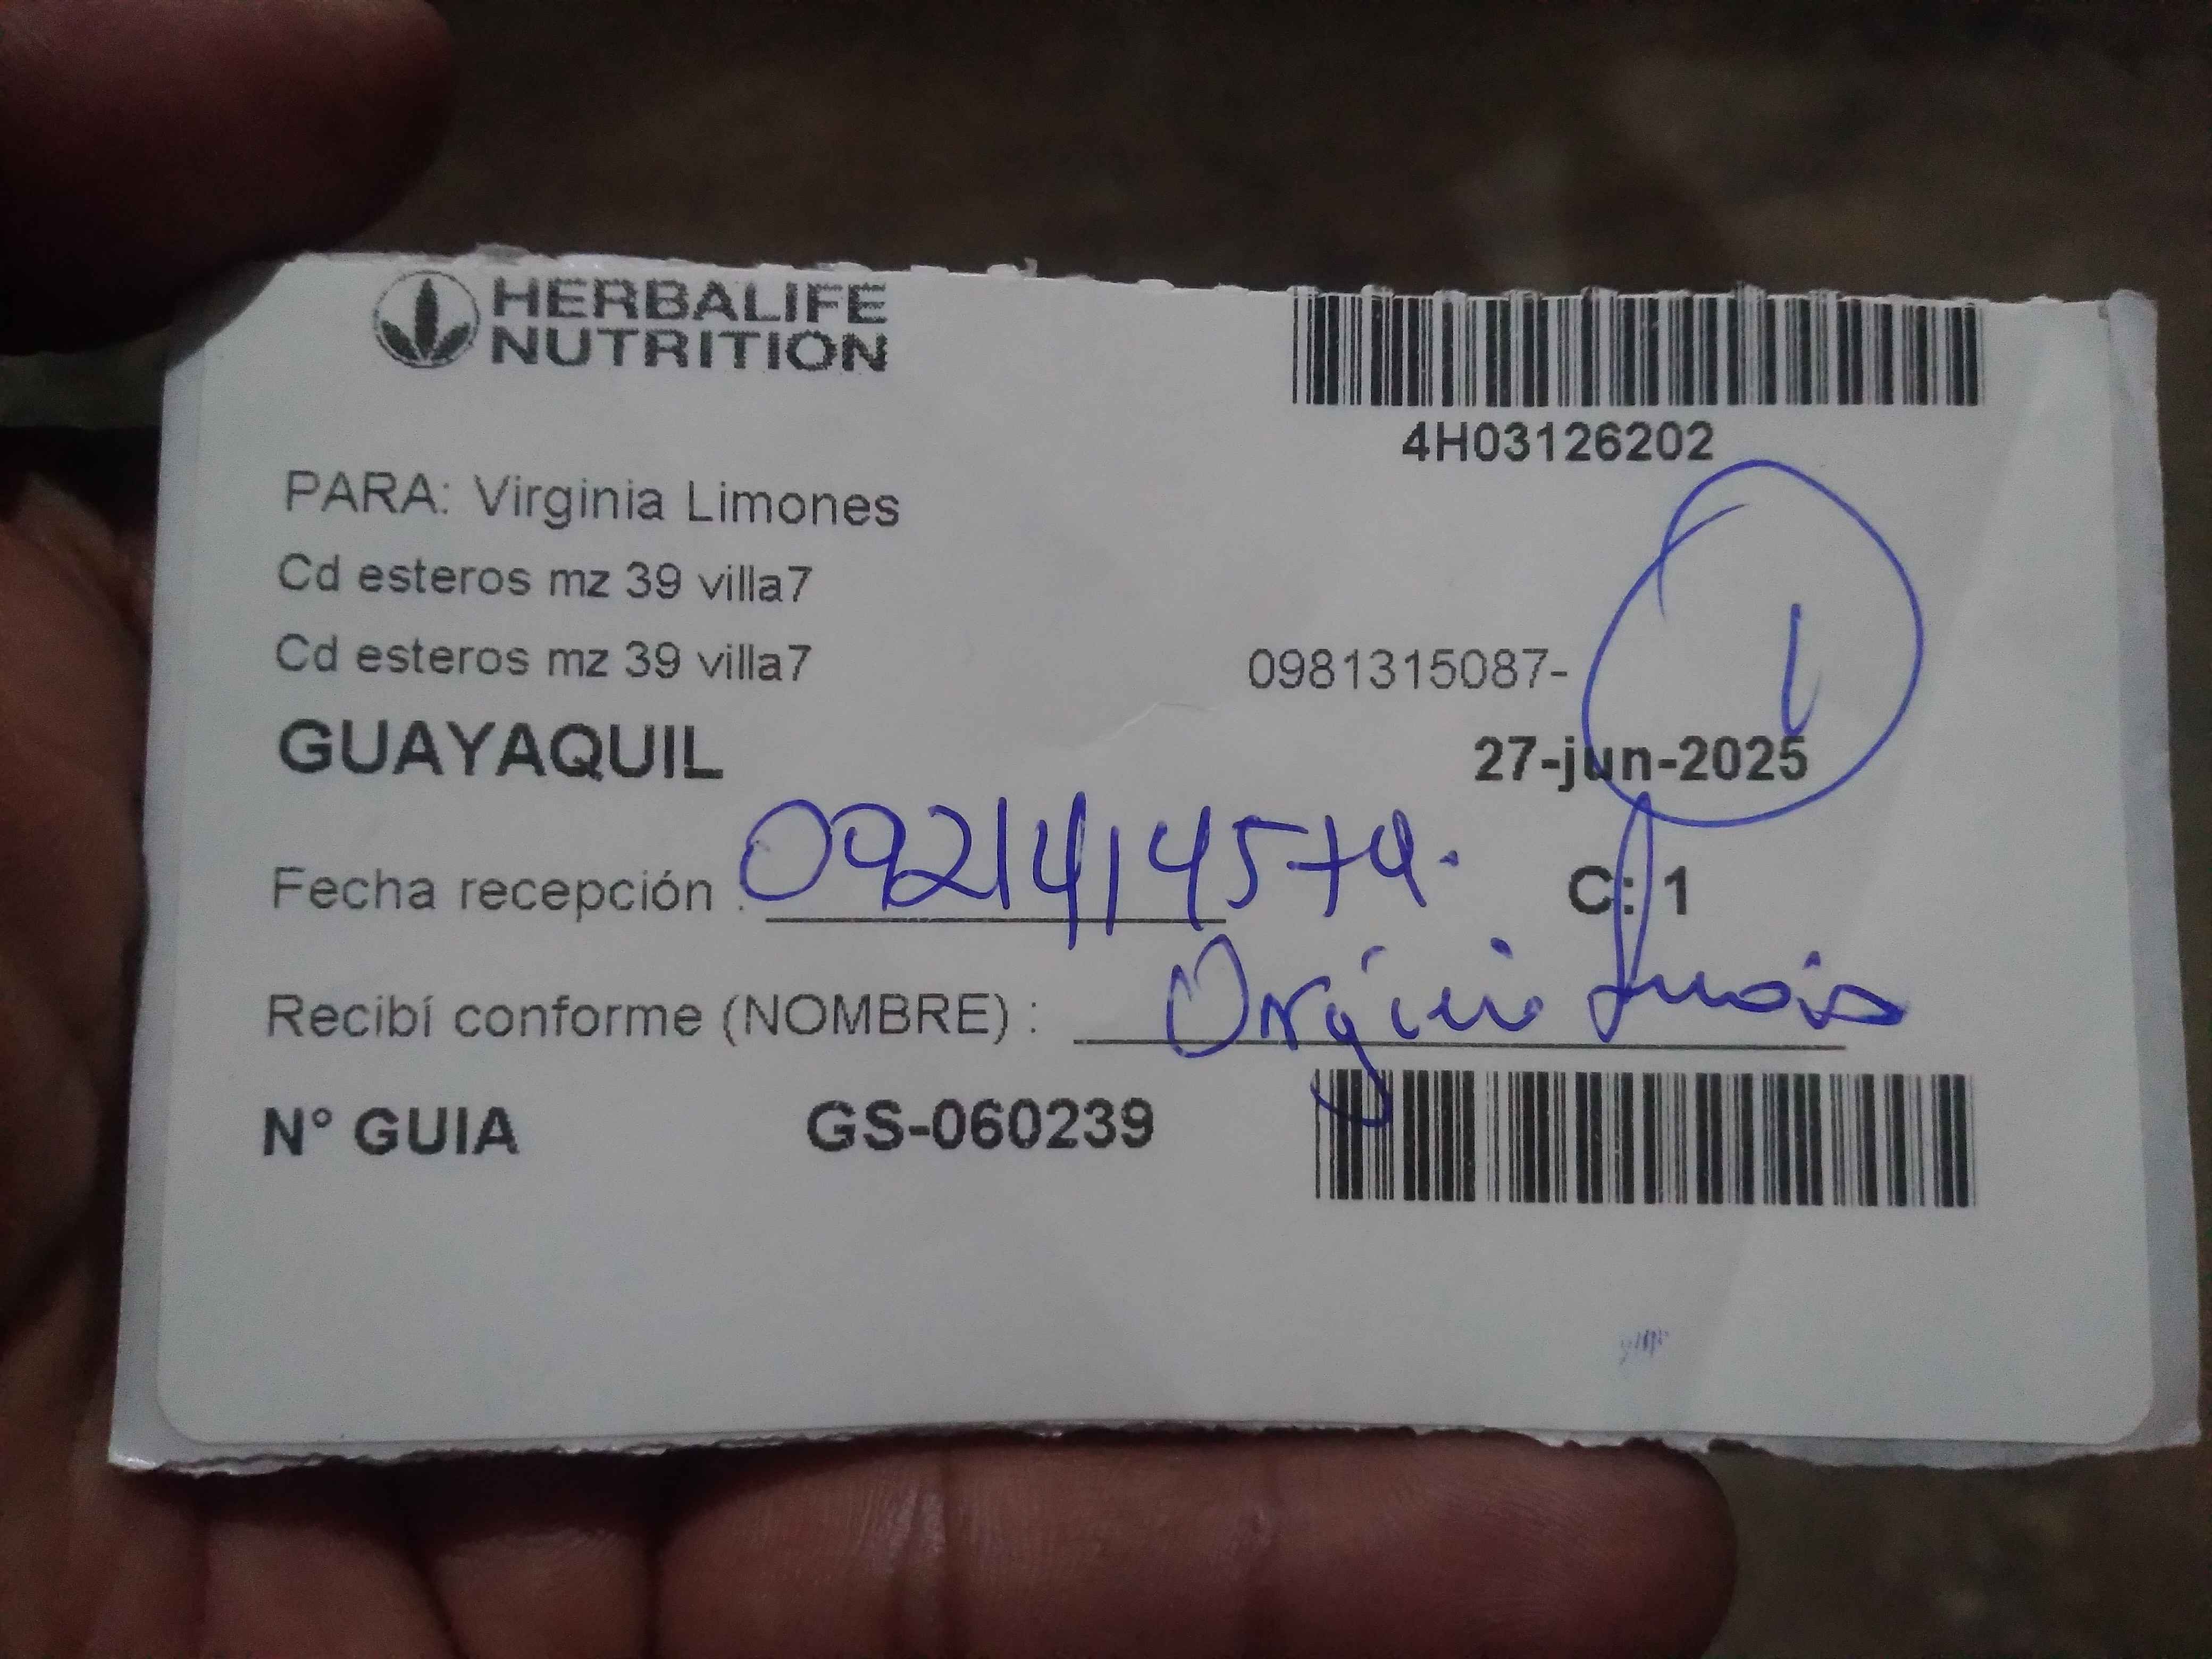 HERBALIFE
NUTRITION
4H03126202
PARA: Virginia Limones
Cd esteros mz 39 villa7
Cd esteros mz 39 villa7 0981315087-
1
GUAYAQUIL 27-jun-2025
Fecha recepción : 0921414574. C: 1
Recibí conforme (NOMBRE) :
N° GUIA GS-060239